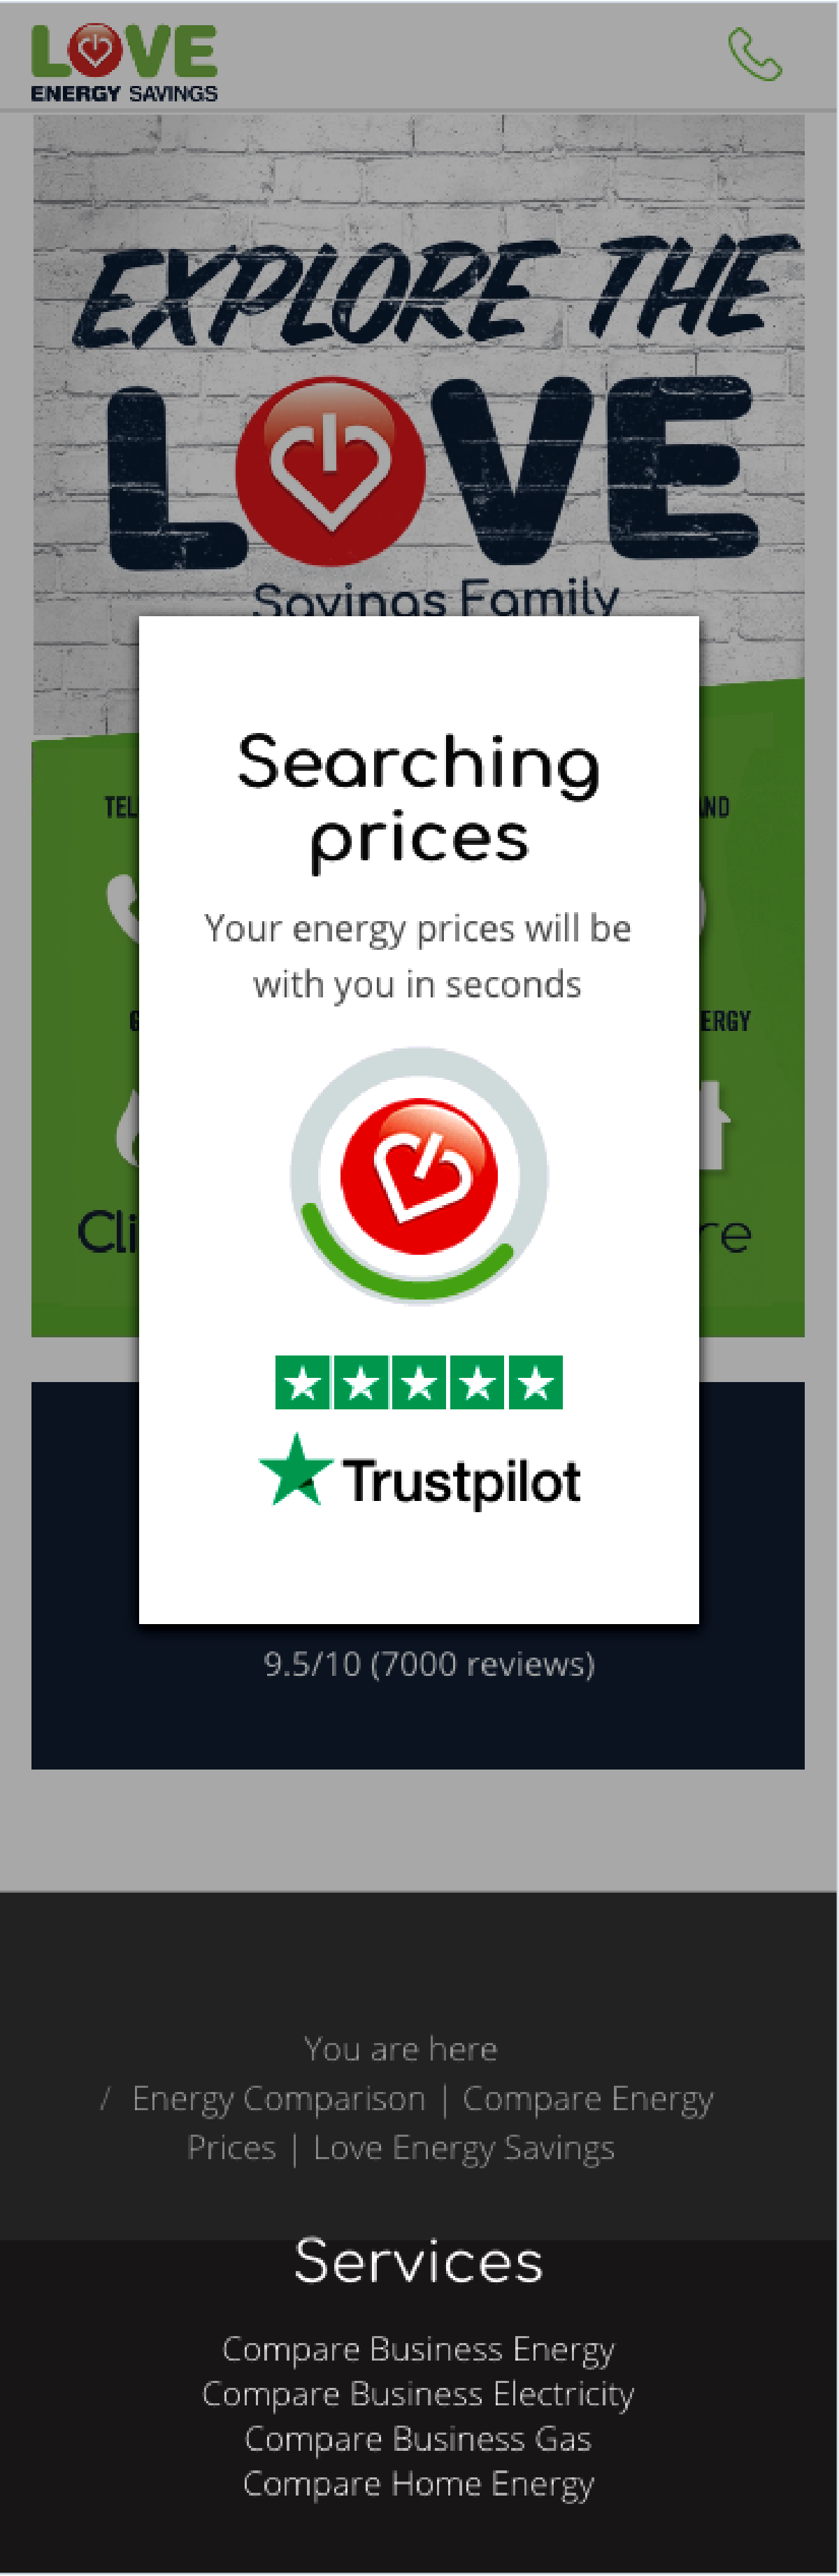 LOVE
ENERGY SAVINGS
EXPLORE THE
LOVE
Savings Family
Searching
prices
Your energy prices will be
with you in seconds
Trustpilot
9.5/10 (7000 reviews)
You are here
/ Energy Comparison | Compare Energy
Prices | Love Energy Savings
Services
Compare Business Energy
Compare Business Electricity
Compare Business Gas
Compare Home Energy